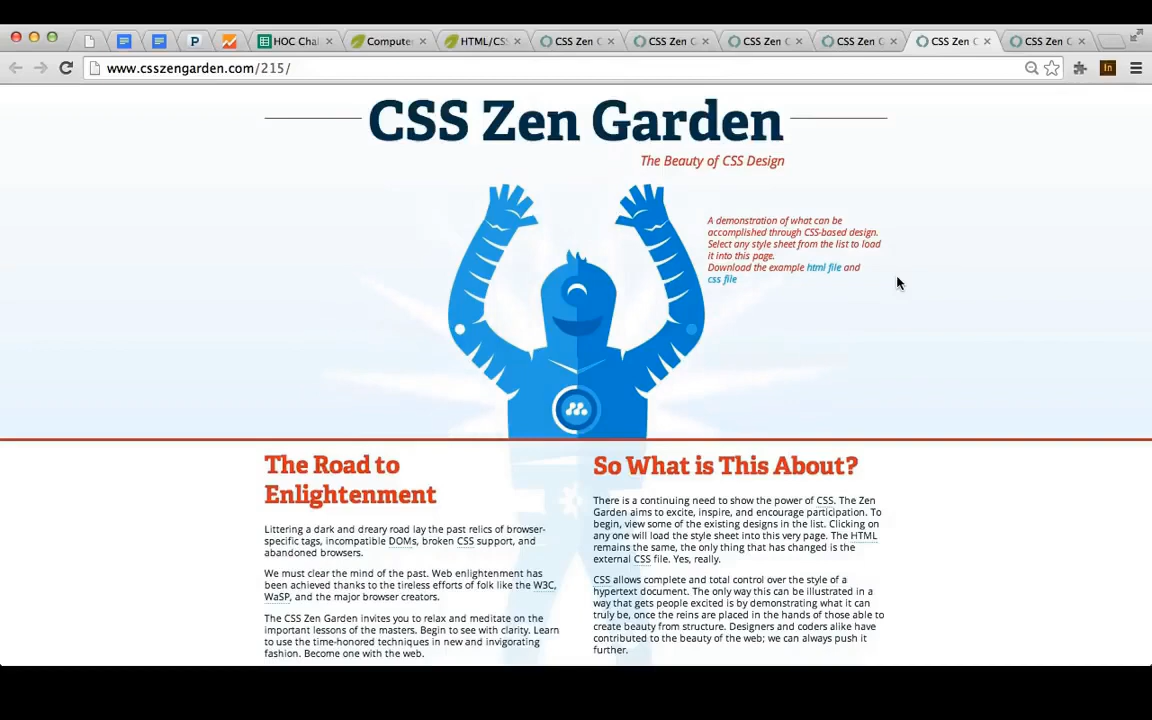 HOC Chal
Compute
HTML/CS
CSS Zen
CSS Zen
CSS Zen
CSS Zen
CSS Zen
CSS Zen
www.csszengarden.com/215/
In
CSS Zen Garden
The Beauty of CSS Design
A demonstration of what can be
accomplished through CSS-based design.
Select any style sheet from the list to load
it into this page.
Download the example html file and
css file
The Road to
Enlightenment
Littering a dark and dreary road lay the past relics of browser-
specific tags, incompatible DOMs, broken CSS support, and
abandoned browsers.
We must clear the mind of the past. Web enlightenment has
been achieved thanks to the tireless efforts of folk like the W3C,
WaSP, and the major browser creators.
The CSS Zen Garden invites you to relax and meditate on the
important lessons of the masters. Begin to see with clarity. Learn
to use the time-honored techniques in new and invigorating
fashion. Become one with the web.
So What is This About?
There is a continuing need to show the power of CSS. The Zen
Garden aims to excite, inspire, and encourage participation. To
begin, view some of the existing designs in the list. Clicking on
any one will load the style sheet into this very page. The HTML
remains the same, the only thing that has changed is the
external CSS file. Yes, really.
CSS allows complete and total control over the style of a
hypertext document. The only way this can be illustrated in a
way that gets people excited is by demonstrating what it can
truly be, once the reins are placed in the hands of those able to
create beauty from structure. Designers and coders alike have
contributed to the beauty of the web; we can always push it
further.